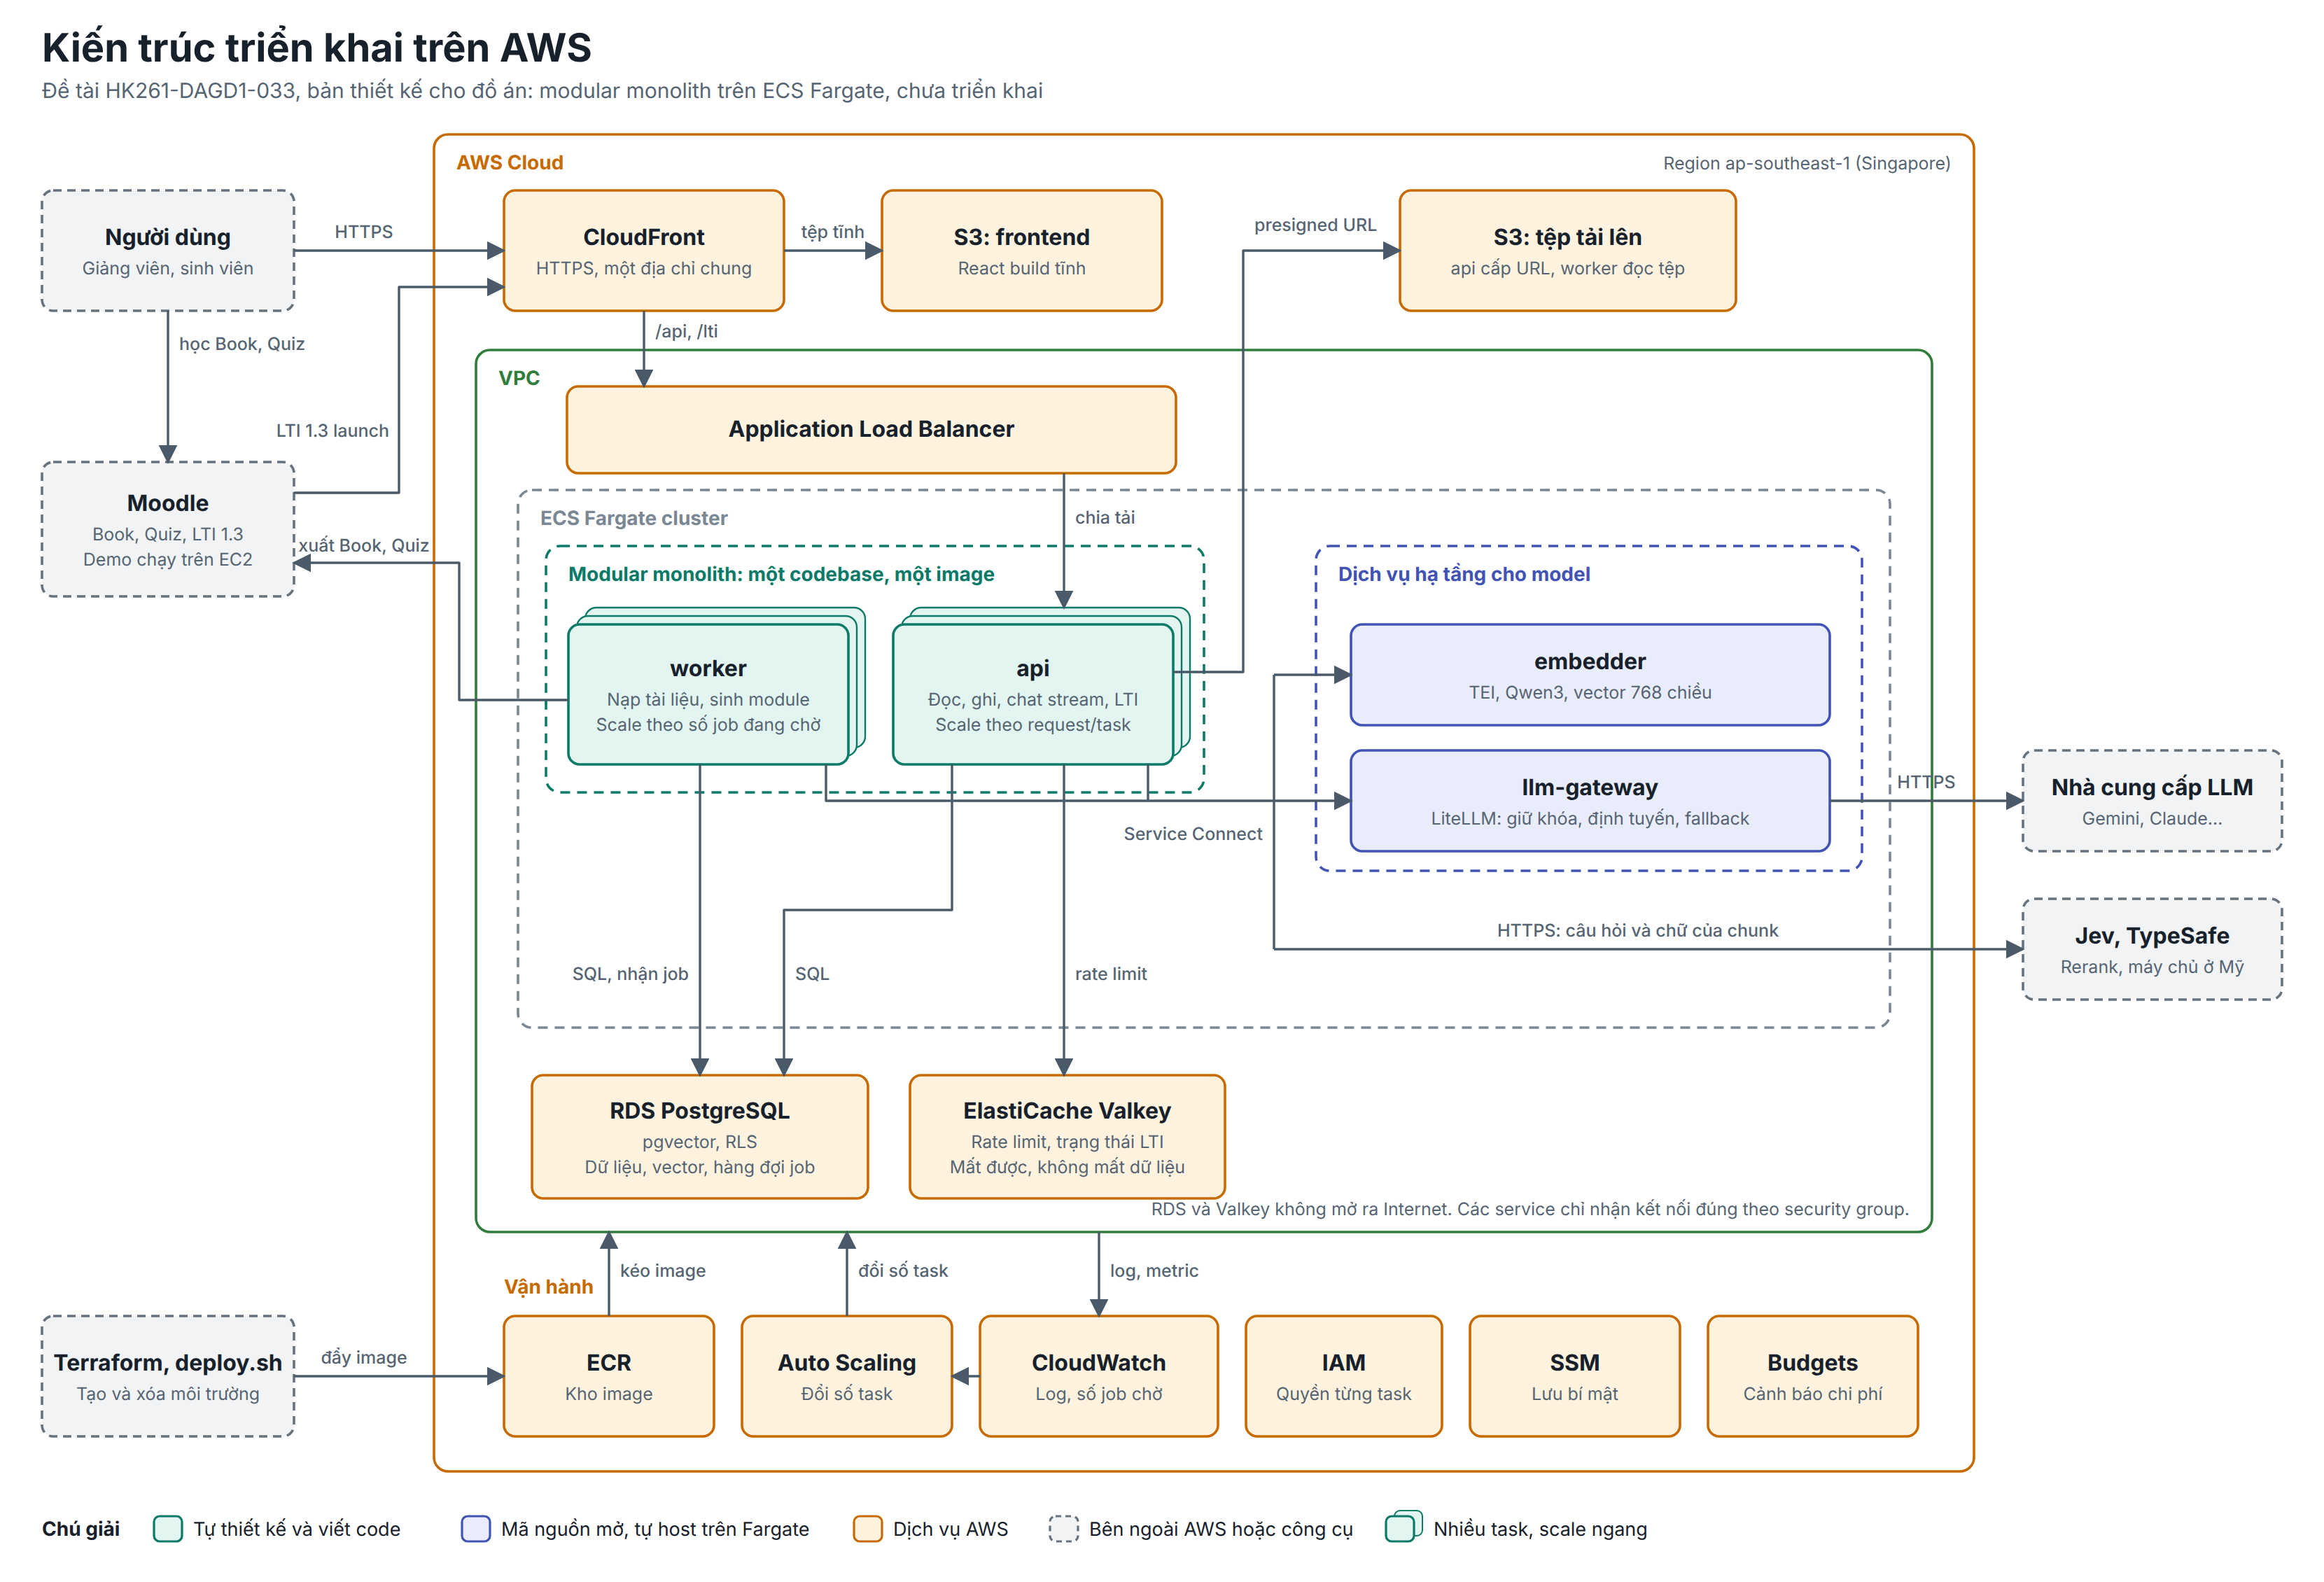 Kiến trúc triển khai trên AWS
Đề tài HK261-DAGD1-033, bản thiết kế cho đồ án: modular monolith trên ECS Fargate, chưa triển khai
AWS Cloud
Region ap-southeast-1 (Singapore)
Người dùng
Giảng viên, sinh viên
HTTPS
CloudFront
HTTPS, một địa chỉ chung
tệp tĩnh
S3: frontend
React build tĩnh
presigned URL
S3: tệp tải lên
api cấp URL, worker đọc tệp
học Book, Quiz
/api, /lti
VPC
LTI 1.3 launch
Application Load Balancer
Moodle
Book, Quiz, LTI 1.3
Demo chạy trên EC2
xuất Book, Quiz
ECS Fargate cluster
chia tải
Modular monolith: một codebase, một image
Dịch vụ hạ tầng cho model
worker
Nạp tài liệu, sinh module
Scale theo số job đang chờ
api
Đọc, ghi, chat stream, LTI
Scale theo request/task
embedder
TEI, Qwen3, vector 768 chiều
llm-gateway
LiteLLM: giữ khóa, định tuyến, fallback
HTTPS
Nhà cung cấp LLM
Gemini, Claude...
Service Connect
HTTPS: câu hỏi và chữ của chunk
Jev, TypeSafe
Rerank, máy chủ ở Mỹ
SQL, nhận job
SQL
rate limit
RDS PostgreSQL
pgvector, RLS
Dữ liệu, vector, hàng đợi job
ElastiCache Valkey
Rate limit, trạng thái LTI
Mất được, không mất dữ liệu
RDS và Valkey không mở ra Internet. Các service chỉ nhận kết nối đúng theo security group.
Vận hành
kéo image
đổi số task
log, metric
Terraform, deploy.sh
Tạo và xóa môi trường
đẩy image
ECR
Kho image
Auto Scaling
Đổi số task
CloudWatch
Log, số job chờ
IAM
Quyền từng task
SSM
Lưu bí mật
Budgets
Cảnh báo chi phí
Chú giải
Tự thiết kế và viết code
Mã nguồn mở, tự host trên Fargate
Dịch vụ AWS
Bên ngoài AWS hoặc công cụ
Nhiều task, scale ngang